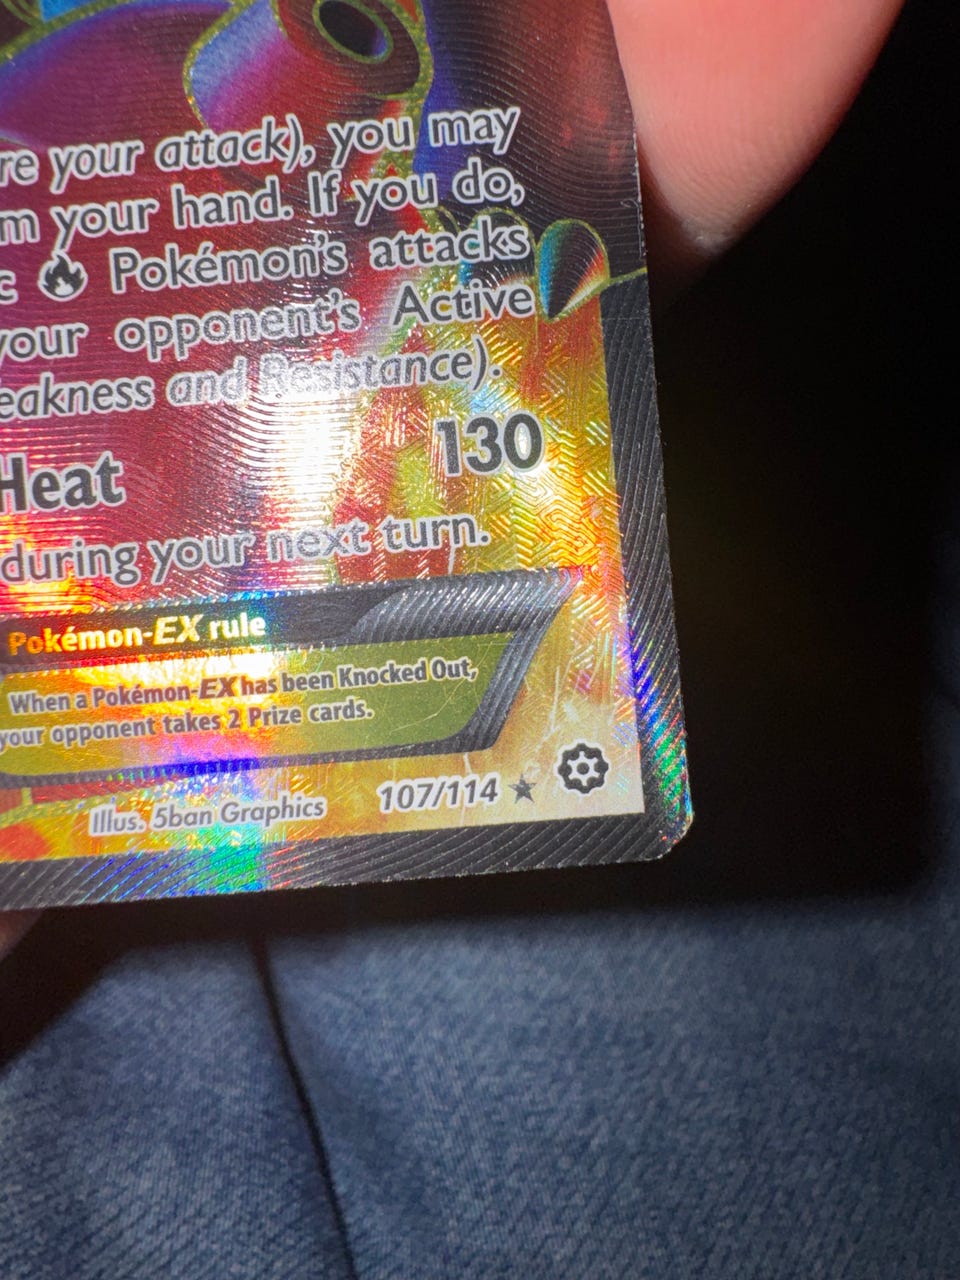 re your attack), you may
m your hand. If you do,
c Pokémon's attacks
your opponent's Active
eakness and Resistance).
Heat 130
during your next turn.
Pokémon-EX rule
When a Pokémon-EX has been Knocked Out,
your opponent takes 2 Prize cards.
Illus. 5ban Graphics 107/114